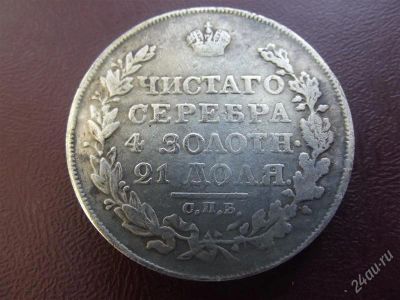 ЧИСТАГО
СЕРЕБРА
4 ЗОЛОТН.
21 ДОЛЯ.
С.П.Б.
24au.ru